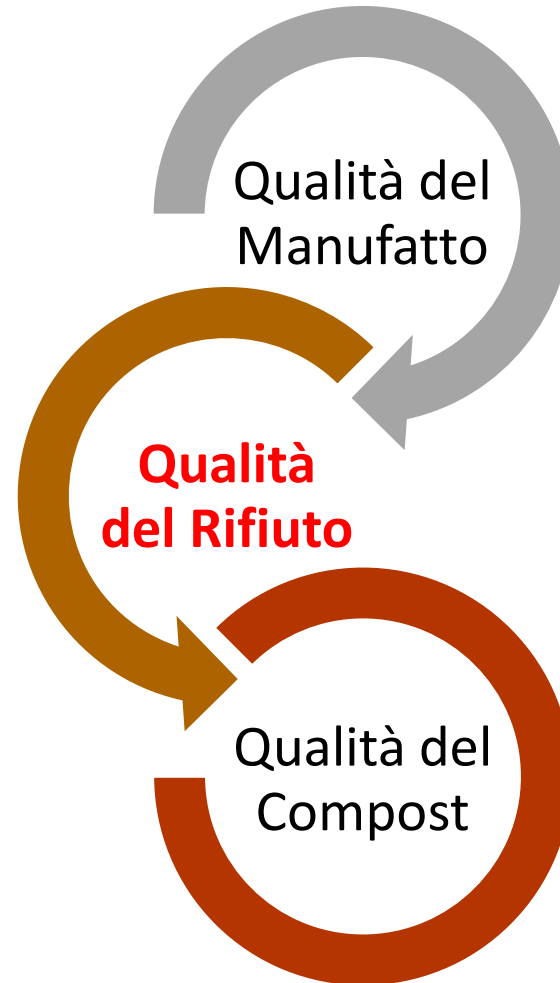 Qualità del
Manufatto
Qualità
del Rifiuto
Qualità del
Compost